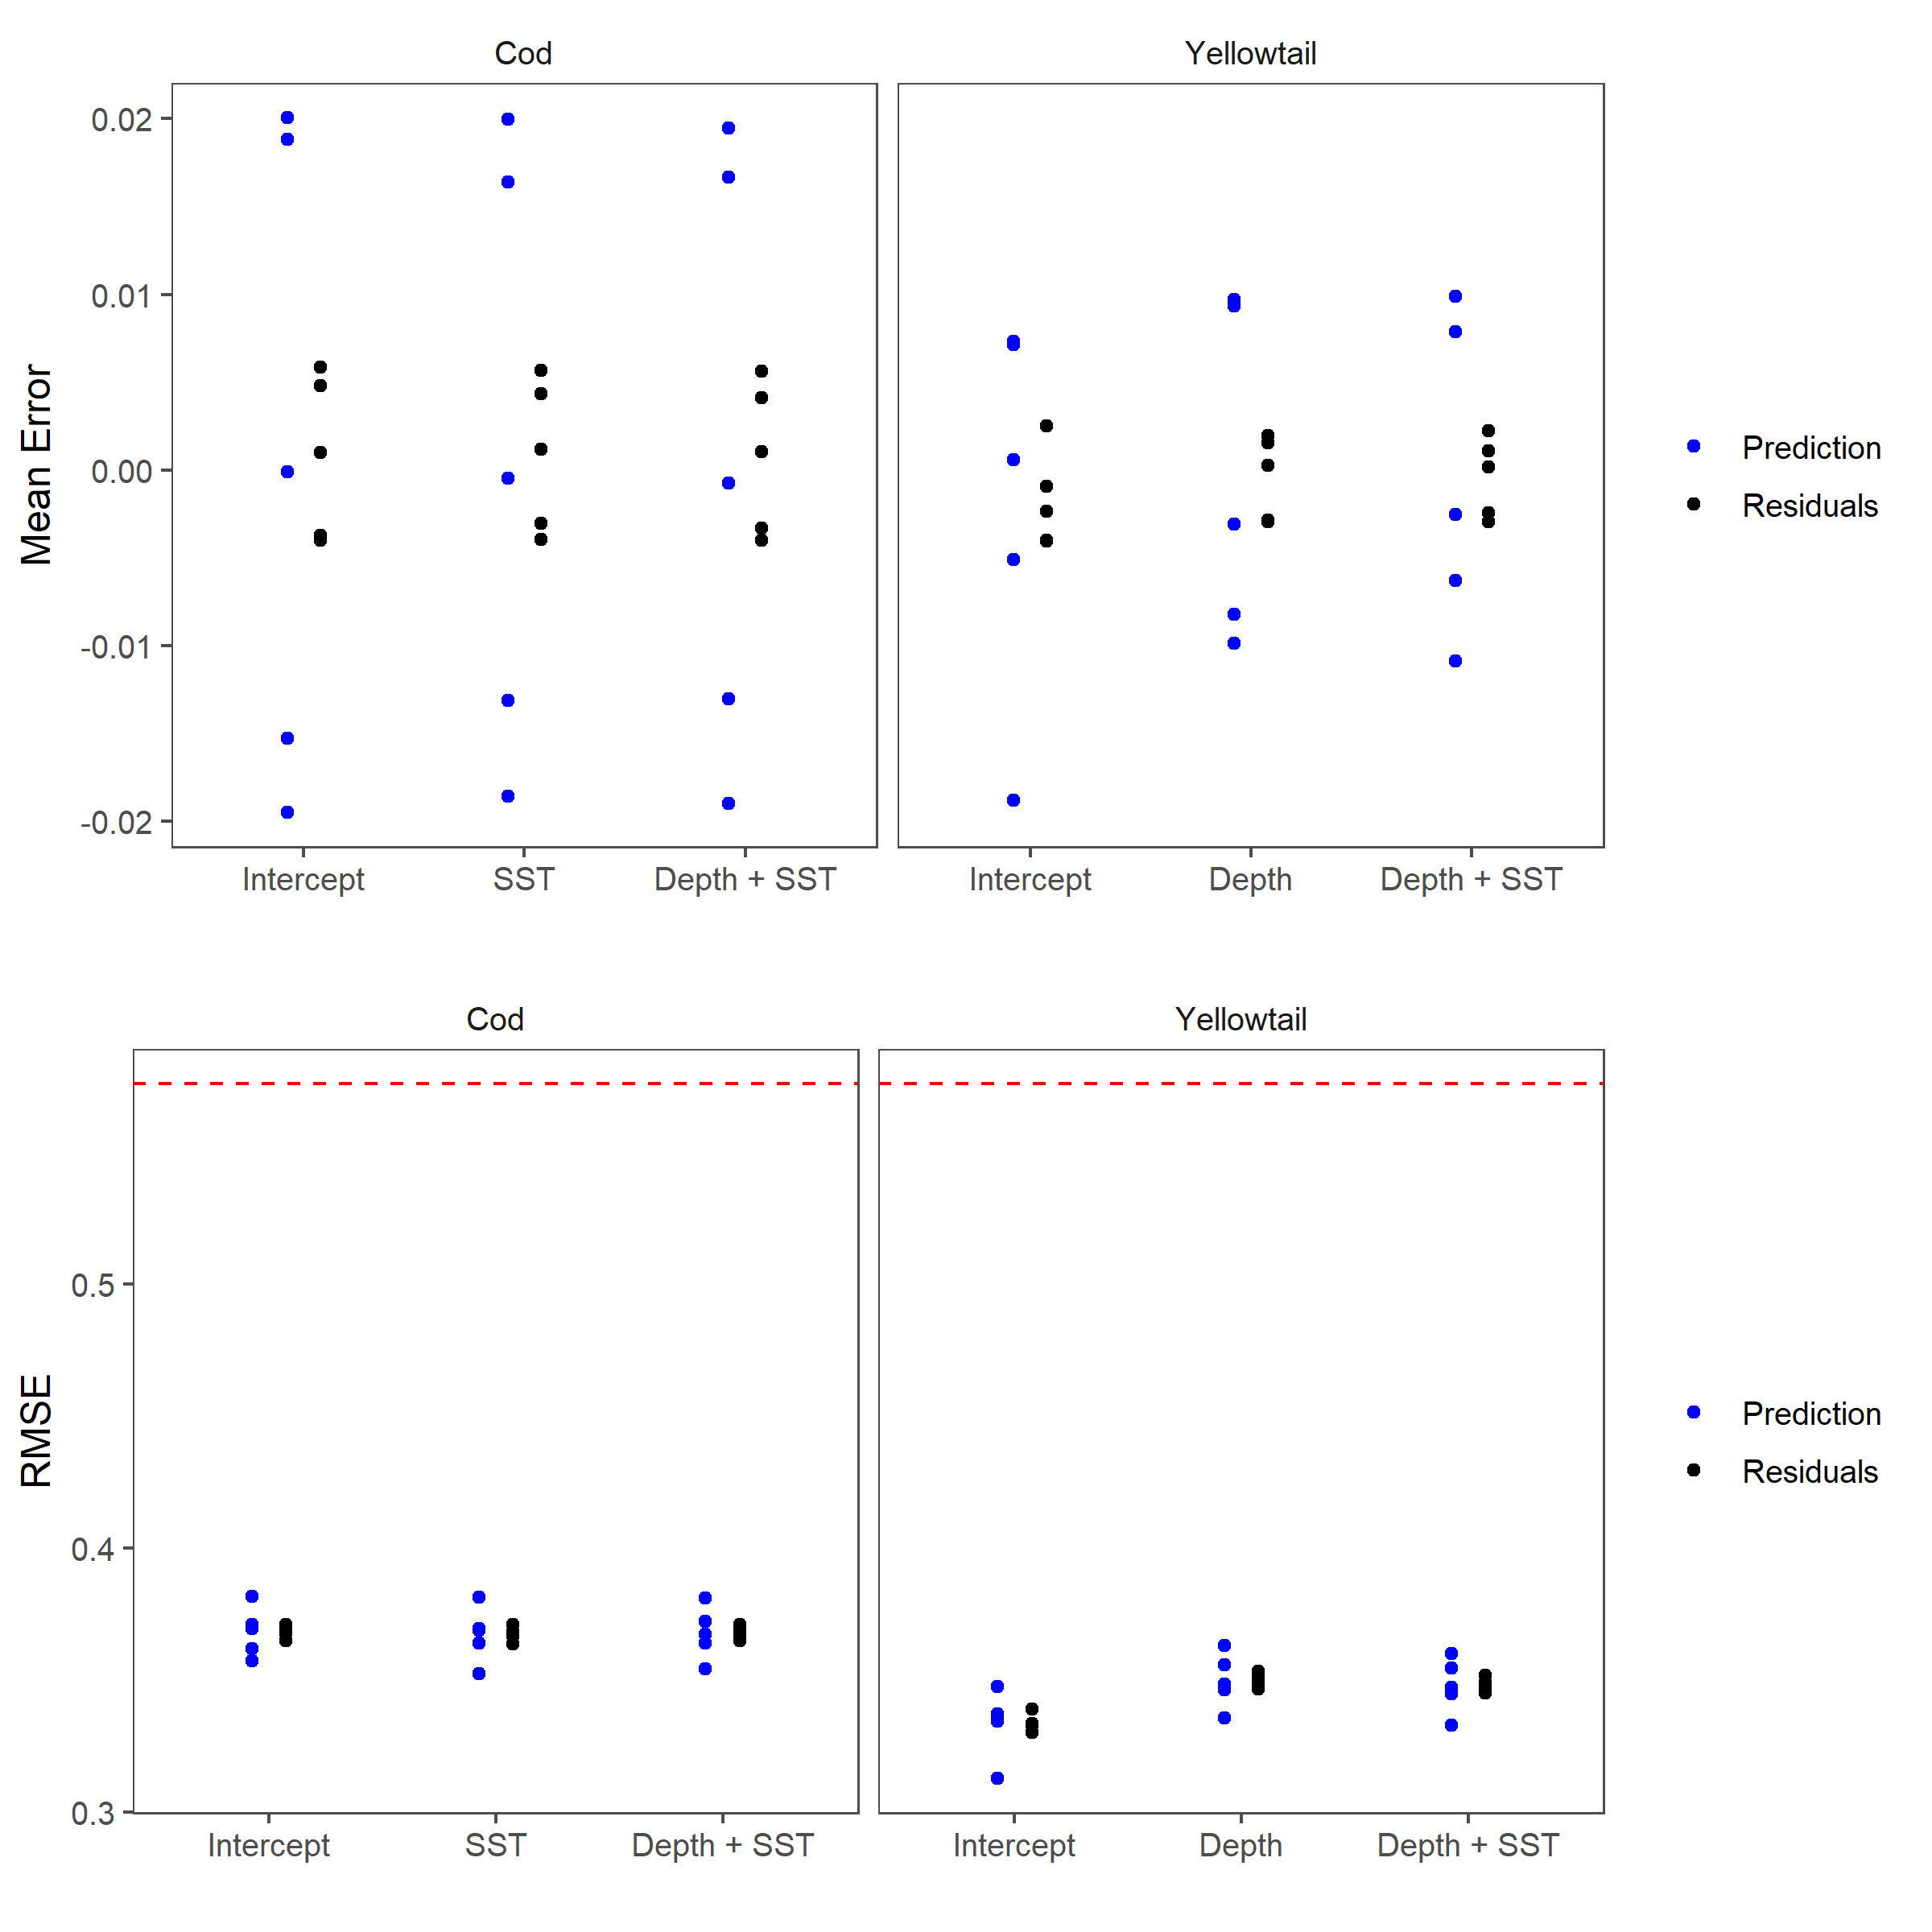 Cod Yellowtail
Mean Error
0.02
0.01
0.00
-0.01
-0.02
Intercept SST Depth + SST Intercept Depth Depth + SST
Prediction
Residuals
Cod Yellowtail
RMSE
0.5
0.4
0.3
Intercept SST Depth + SST Intercept Depth Depth + SST
Prediction
Residuals